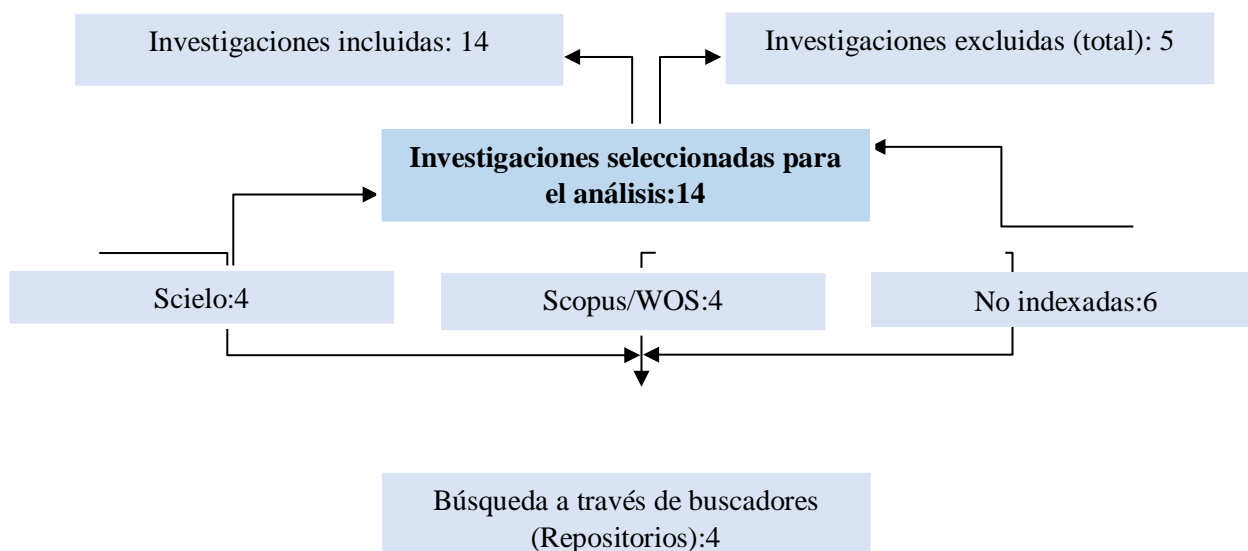 Investigaciones incluidas: 14
Investigaciones excluidas (total): 5
Investigaciones seleccionadas para
el análisis:14
Scielo:4
Scopus/WOS:4
No indexadas:6
Búsqueda a través de buscadores
(Repositorios):4